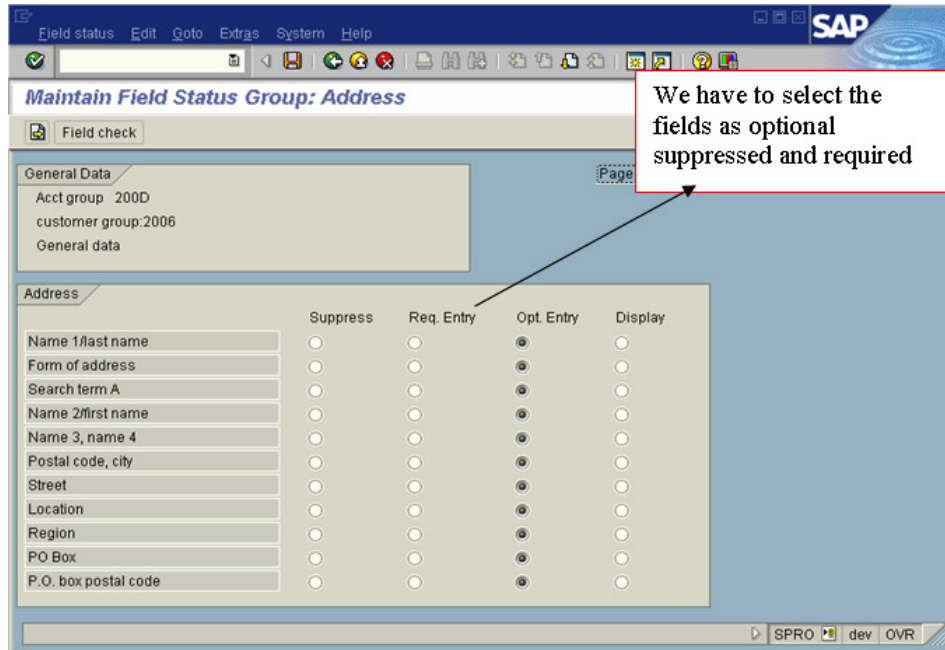 SAP
Field status Edit Goto Extras System Help
Maintain Field Status Group: Address
We have to select the
fields as optional
suppressed and required
Field check
General Data
Page
Acct group 200D
customer group:2006
General data
Address
Suppress Req. Entry Opt. Entry Display
Name 1/last name
Form of address
Search term A
Name 2/first name
Name 3, name 4
Postal code, city
Street
Location
Region
PO Box
P.O. box postal code
SPRO dev OVR